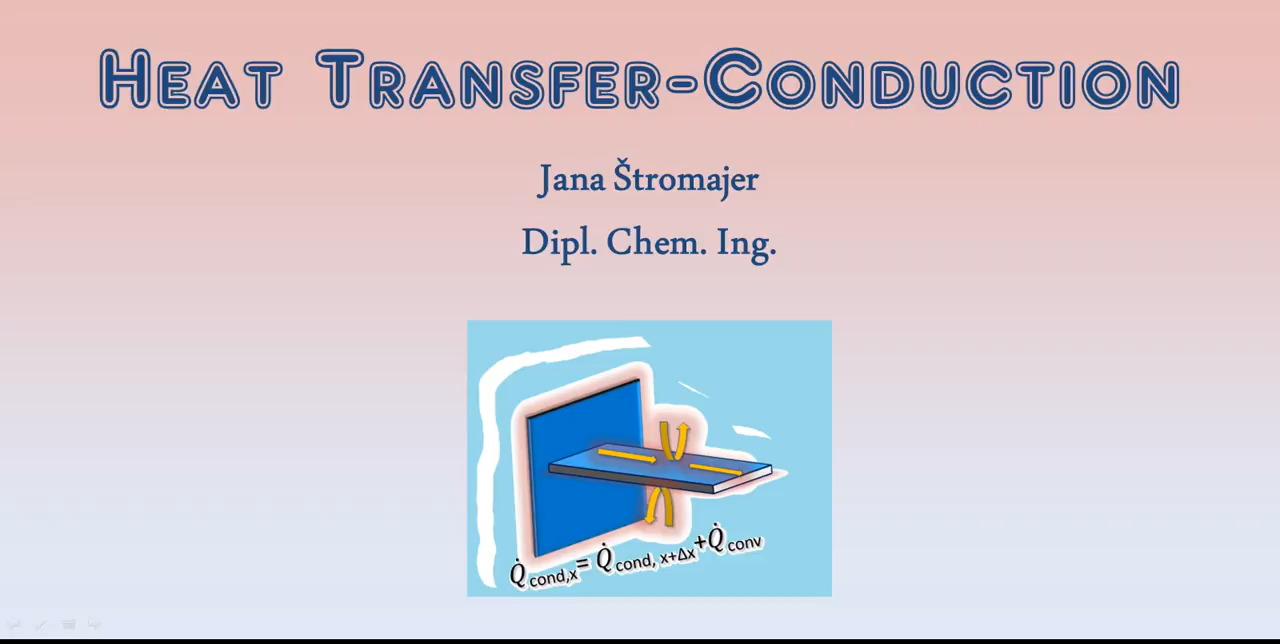 HEAT TRANSFER-CONDUCTION
Jana Štromajer
Dipl. Chem. Ing.
Q̇cond,x= Q̇cond, x+Δx+Q̇conv